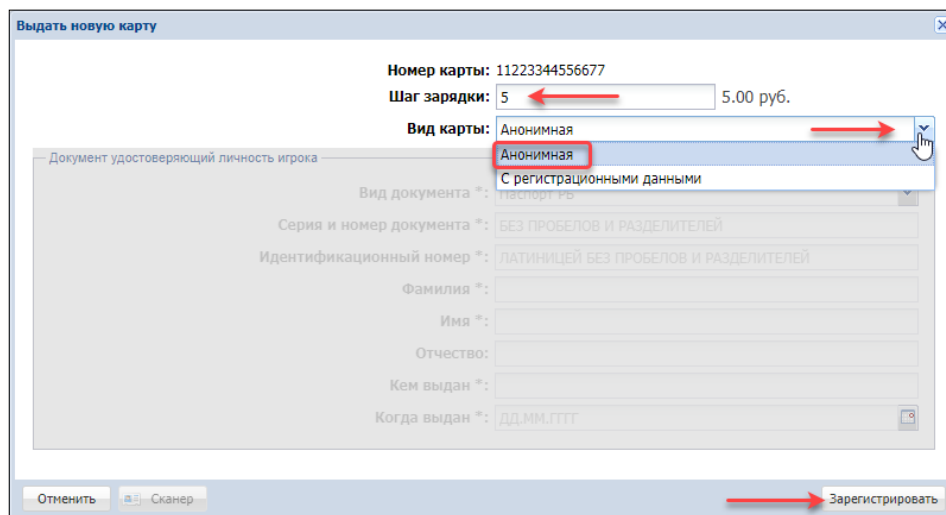 Выдать новую карту
Номер карты: 11223344556677
Шаг зарядки: 5 5.00 руб.
Вид карты: Анонимная
Анонимная
С регистрационными данными
Документ удостоверяющий личность игрока
Вид документа *: Паспорт РБ
Серия и номер документа *: БЕЗ ПРОБЕЛОВ И РАЗДЕЛИТЕЛЕЙ
Идентификационный номер *: ЛАТИНИЦЕЙ БЕЗ ПРОБЕЛОВ И РАЗДЕЛИТЕЛЕЙ
Фамилия *:
Имя *:
Отчество:
Кем выдан *:
Когда выдан *: ДД.ММ.ГГГГ
Отменить Сканер Зарегистрировать